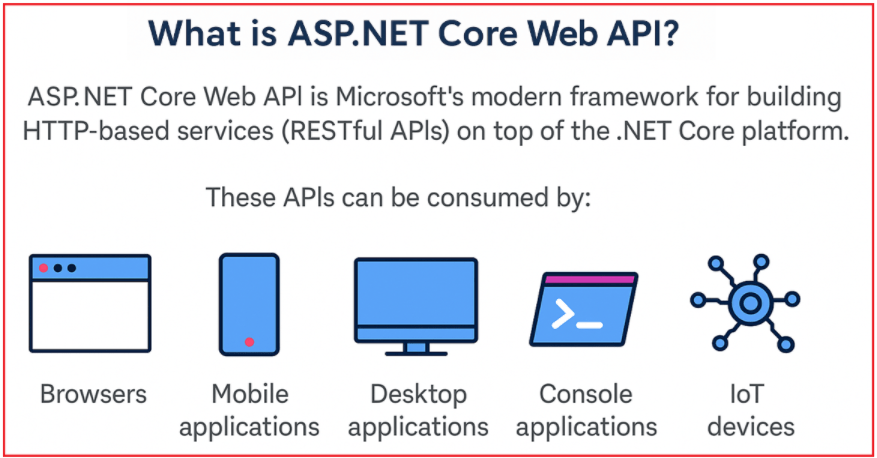 What is ASP.NET Core Web API?
ASP.NET Core Web API is Microsoft's modern framework for building
HTTP-based services (RESTful APIs) on top of the .NET Core platform.
These APIs can be consumed by:
Browsers
Mobile
applications
Desktop
applications
Console
applications
IoT
devices